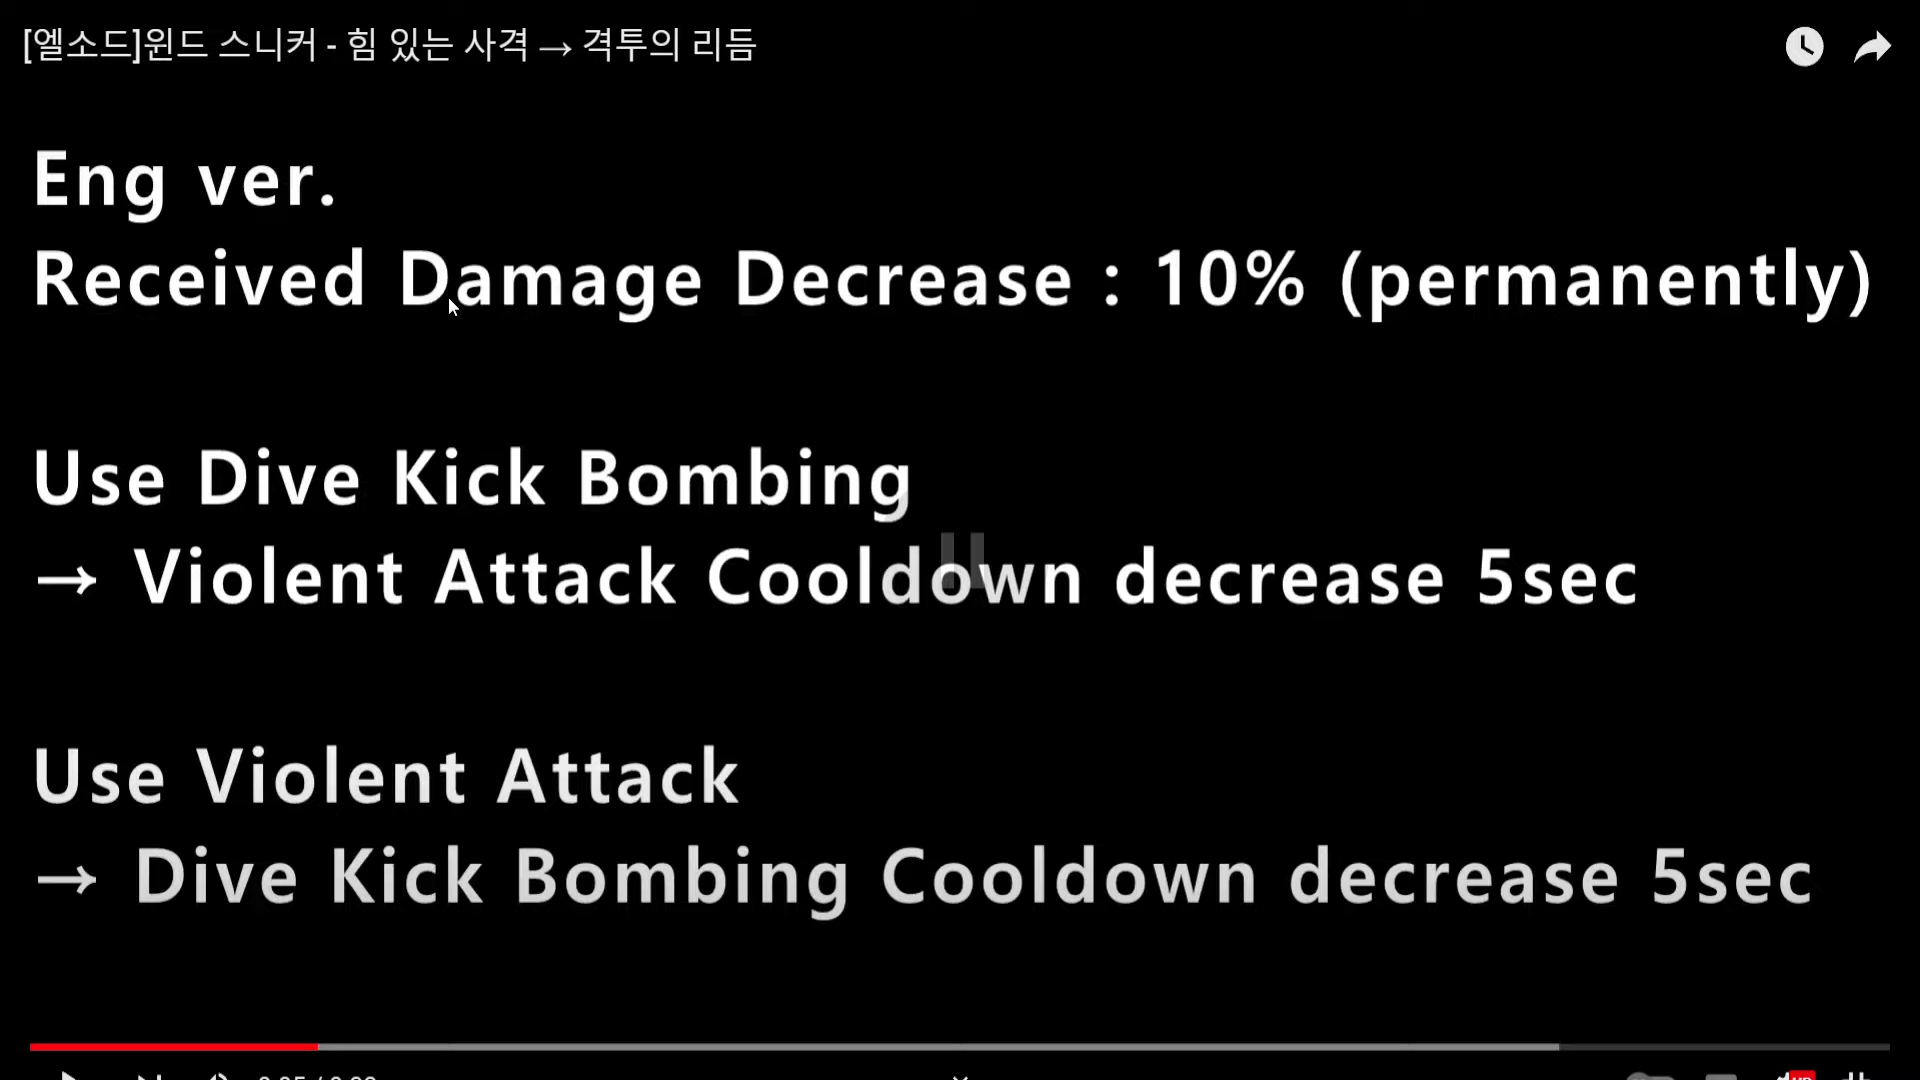 [엘소드]윈드 스니커 - 힘 있는 사격 → 격투의 리듬
Eng ver.
Received Damage Decrease : 10% (permanently)
Use Dive Kick Bombing
→ Violent Attack Cooldown decrease 5sec
Use Violent Attack
→ Dive Kick Bombing Cooldown decrease 5sec